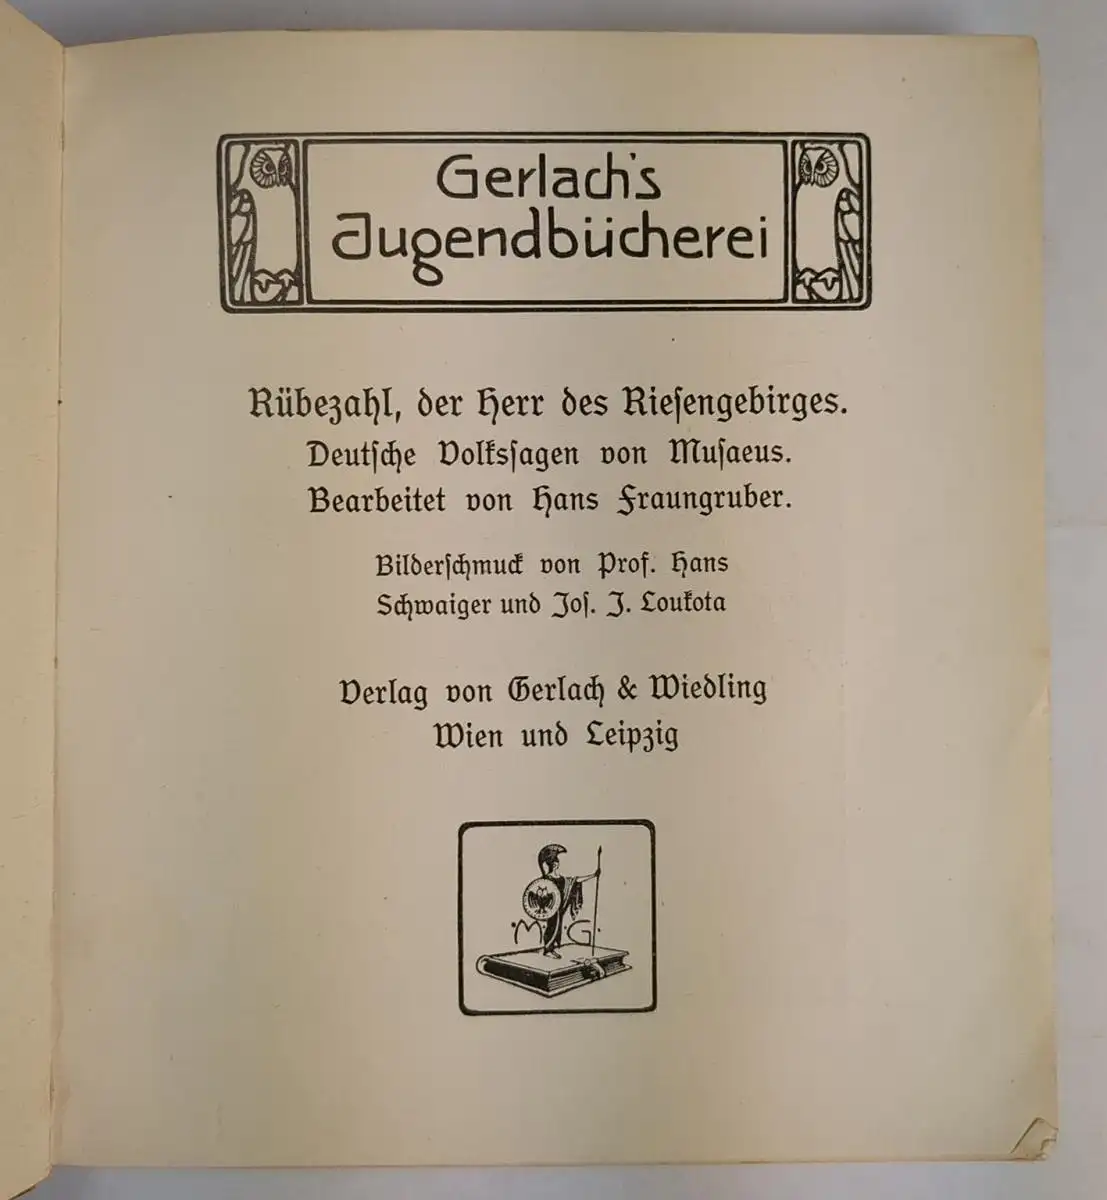 Gerlach's
Jugendbücherei
Rübezahl, der Herr des Rieſengebirges.
Deutſche Volksſagen von Muſaeus.
Bearbeitet von Hans Fraungruber.
Bilderſchmuck von Prof. Hans
Schwaiger und Joſ. J. Loukota
Verlag von Gerlach & Wiedling
Wien und Leipzig
·M. G.·